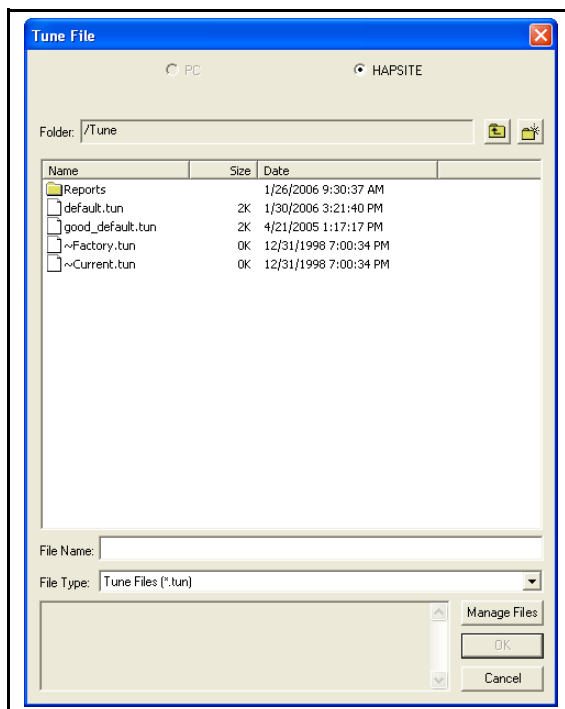 Tune File
PC HAPSITE
Folder: /Tune
Name Size Date
Reports 1/26/2006 9:30:37 AM
default.tun 2K 1/30/2006 3:21:40 PM
good_default.tun 2K 4/21/2005 1:17:17 PM
~Factory.tun 0K 12/31/1998 7:00:34 PM
~Current.tun 0K 12/31/1998 7:00:34 PM
File Name:
File Type: Tune Files (*.tun)
Manage Files
OK
Cancel